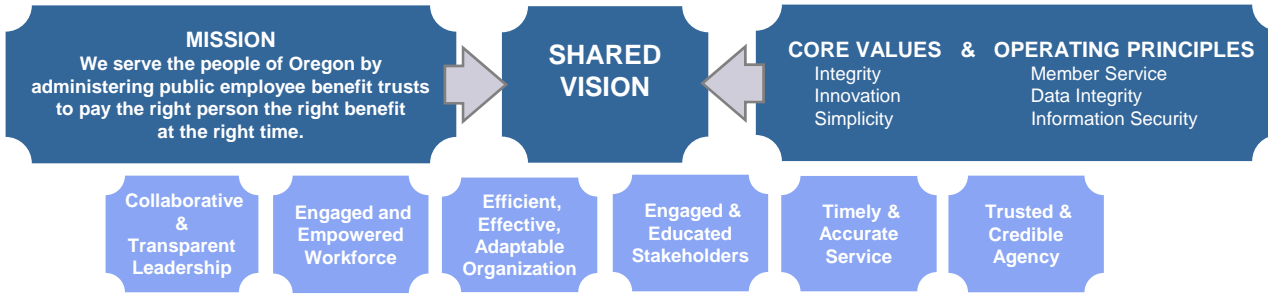 MISSION
We serve the people of Oregon by
administering public employee benefit trusts
to pay the right person the right benefit
at the right time.
SHARED
VISION
CORE VALUES & OPERATING PRINCIPLES
Integrity Member Service
Innovation Data Integrity
Simplicity Information Security
Collaborative
&
Transparent
Leadership
Engaged and
Empowered
Workforce
Efficient,
Effective,
Adaptable
Organization
Engaged &
Educated
Stakeholders
Timely &
Accurate
Service
Trusted &
Credible
Agency